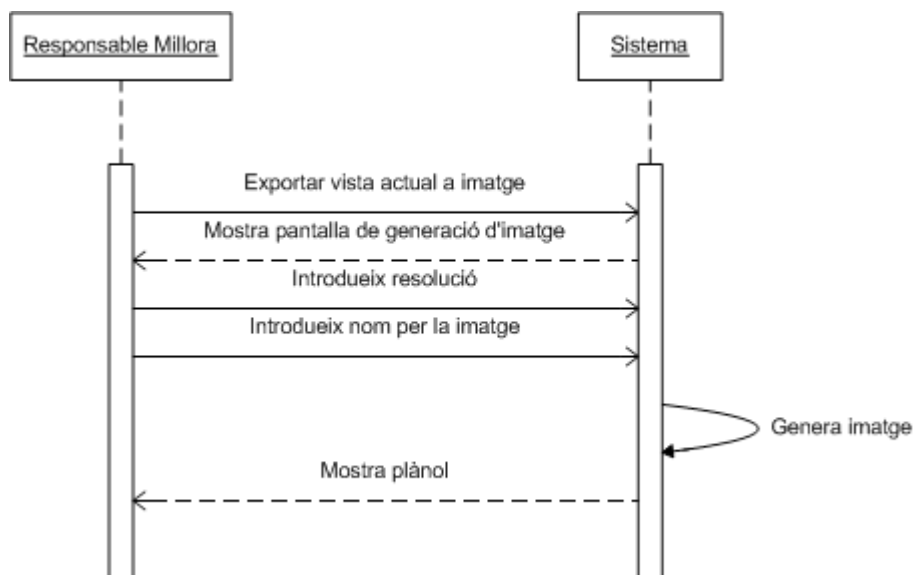 Responsable Millora
Sistema
Exportar vista actual a imatge
Mostra pantalla de generació d'imatge
Introdueix resolució
Introdueix nom per la imatge
Genera imatge
Mostra plànol